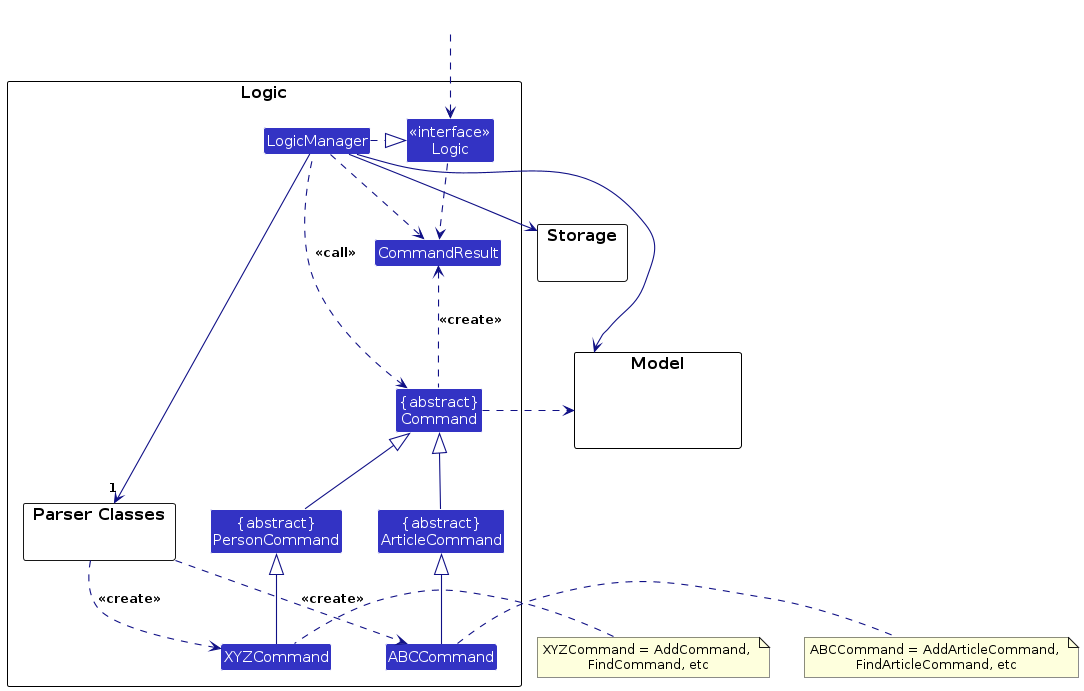 Logic
«interface»
Logic
LogicManager
Storage
«call»
CommandResult
«create»
Model
{abstract}
Command
1
Parser Classes
{abstract}
PersonCommand
{abstract}
ArticleCommand
«create»
«create»
XYZCommand
ABCCommand
XYZCommand = AddCommand,
FindCommand, etc
ABCCommand = AddArticleCommand,
FindArticleCommand, etc